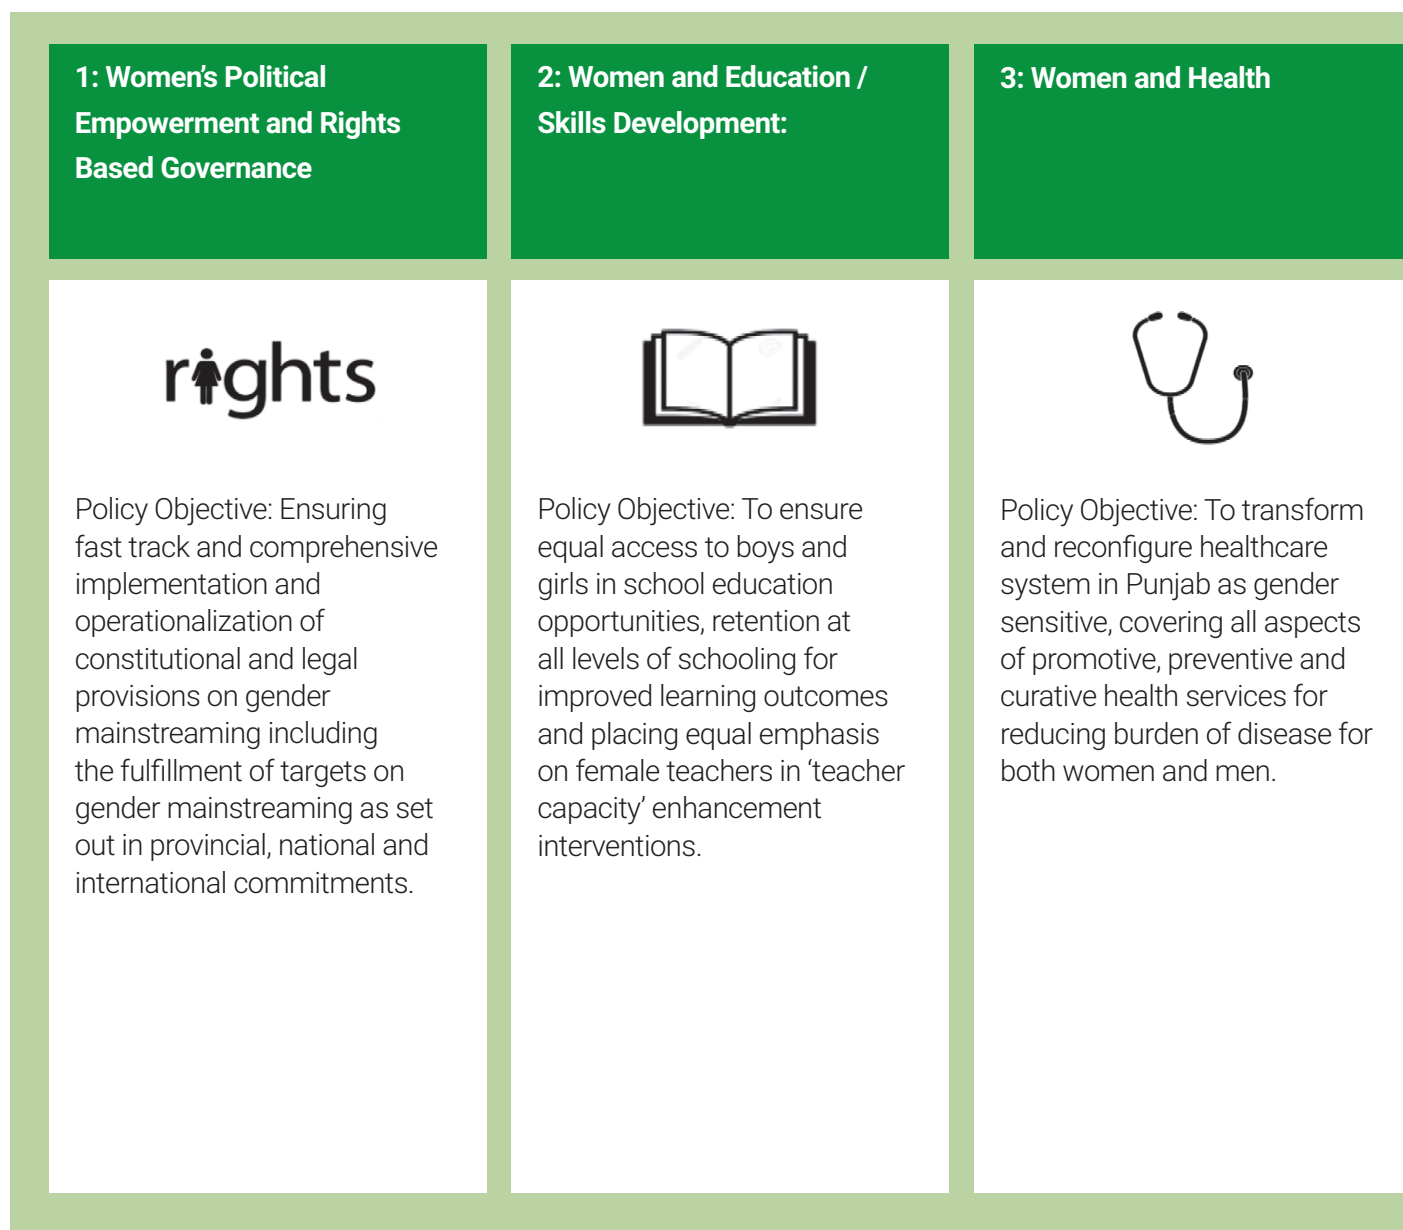 1: Women's Political
Empowerment and Rights
Based Governance
rights
Policy Objective: Ensuring
fast track and comprehensive
implementation and
operationalization of
constitutional and legal
provisions on gender
mainstreaming including
the fulfillment of targets on
gender mainstreaming as set
out in provincial, national and
international commitments.
2: Women and Education /
Skills Development:
Policy Objective: To ensure
equal access to boys and
girls in school education
opportunities, retention at
all levels of schooling for
improved learning outcomes
and placing equal emphasis
on female teachers in ‘teacher
capacity’ enhancement
interventions.
3: Women and Health
Policy Objective: To transform
and reconfigure healthcare
system in Punjab as gender
sensitive, covering all aspects
of promotive, preventive and
curative health services for
reducing burden of disease for
both women and men.